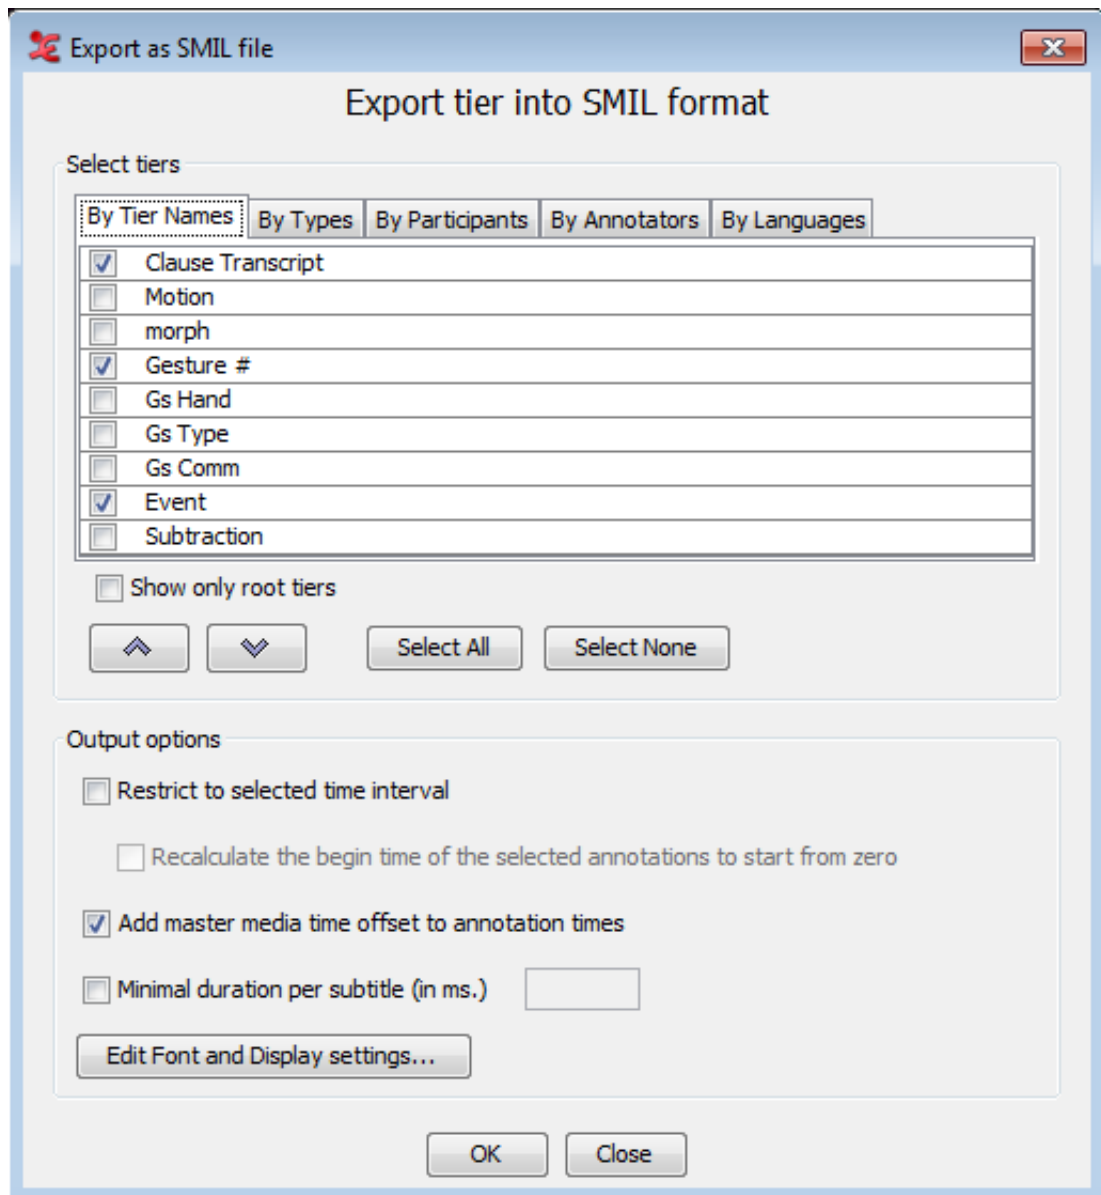 Export as SMIL file
Export tier into SMIL format
Select tiers
By Tier Names By Types By Participants By Annotators By Languages
Clause Transcript
Motion
morph
Gesture #
Gs Hand
Gs Type
Gs Comm
Event
Subtraction
Show only root tiers
Select All Select None
Output options
Restrict to selected time interval
Recalculate the begin time of the selected annotations to start from zero
Add master media time offset to annotation times
Minimal duration per subtitle (in ms.)
Edit Font and Display settings...
OK Close